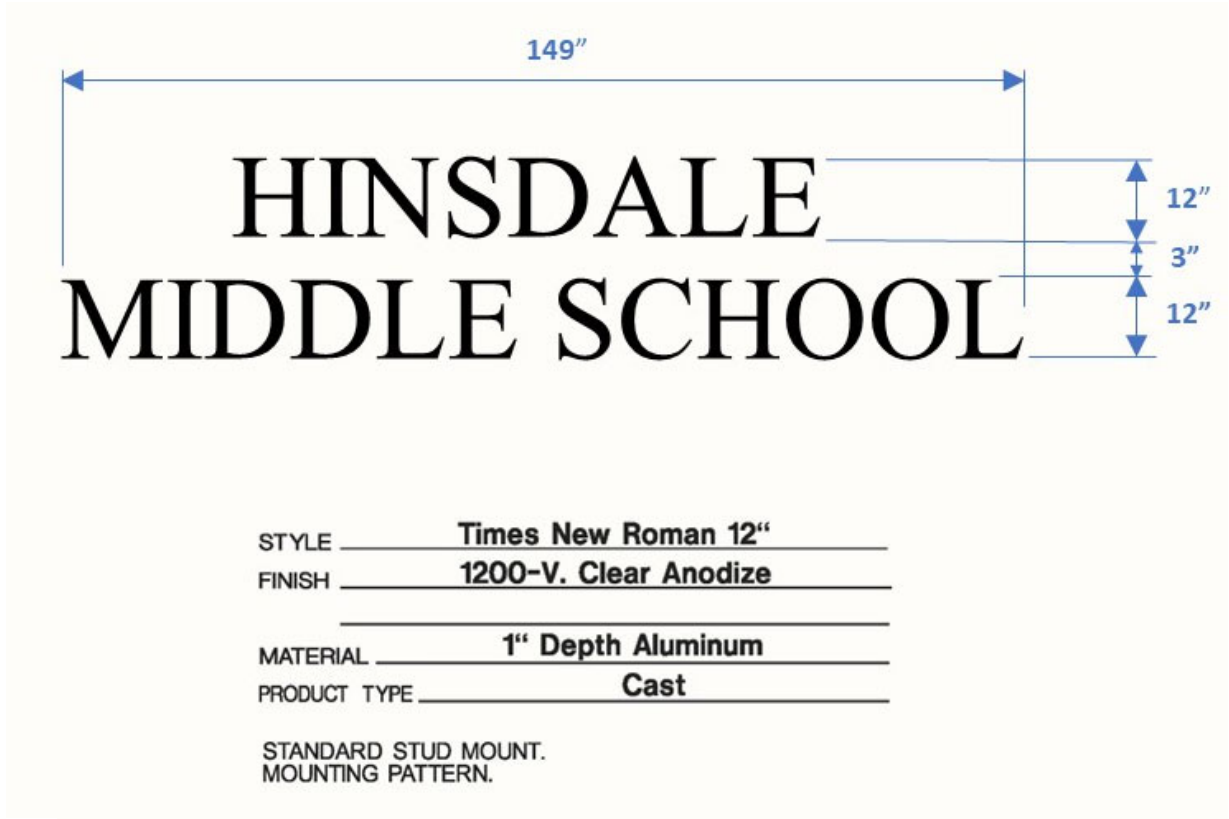 149”
HINSDALE
12”
3”
MIDDLE SCHOOL
12”
STYLE Times New Roman 12“
FINISH 1200-V. Clear Anodize
MATERIAL 1“ Depth Aluminum
PRODUCT TYPE Cast
STANDARD STUD MOUNT.
MOUNTING PATTERN.